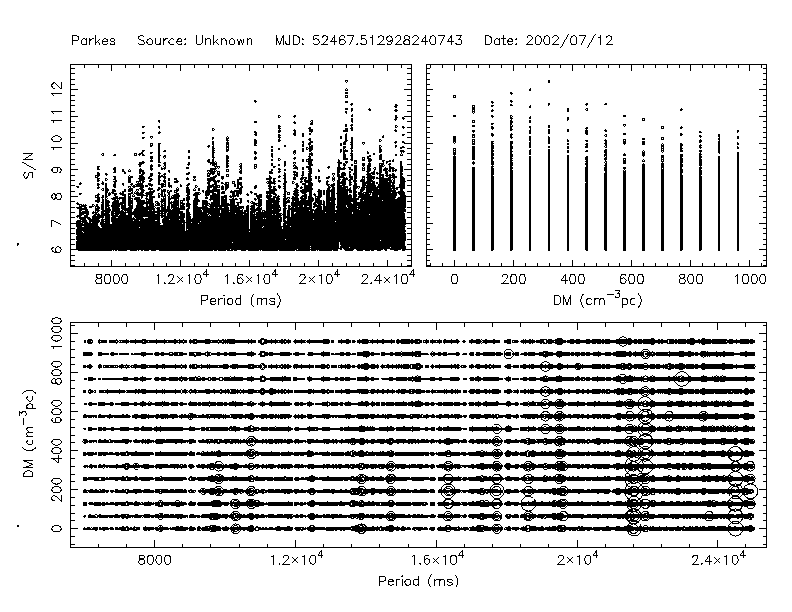 Parkes Source: Unknown MJD: 52467.512928240743 Date: 2002/07/12
S/N
12
11
10
9
8
7
6
8000 1.2×10⁴ 1.6×10⁴ 2×10⁴ 2.4×10⁴
Period (ms)
0 200 400 600 800 1000
DM (cm⁻³pc)
DM (cm⁻³pc)
1000
800
600
400
200
0
8000 1.2×10⁴ 1.6×10⁴ 2×10⁴ 2.4×10⁴
Period (ms)